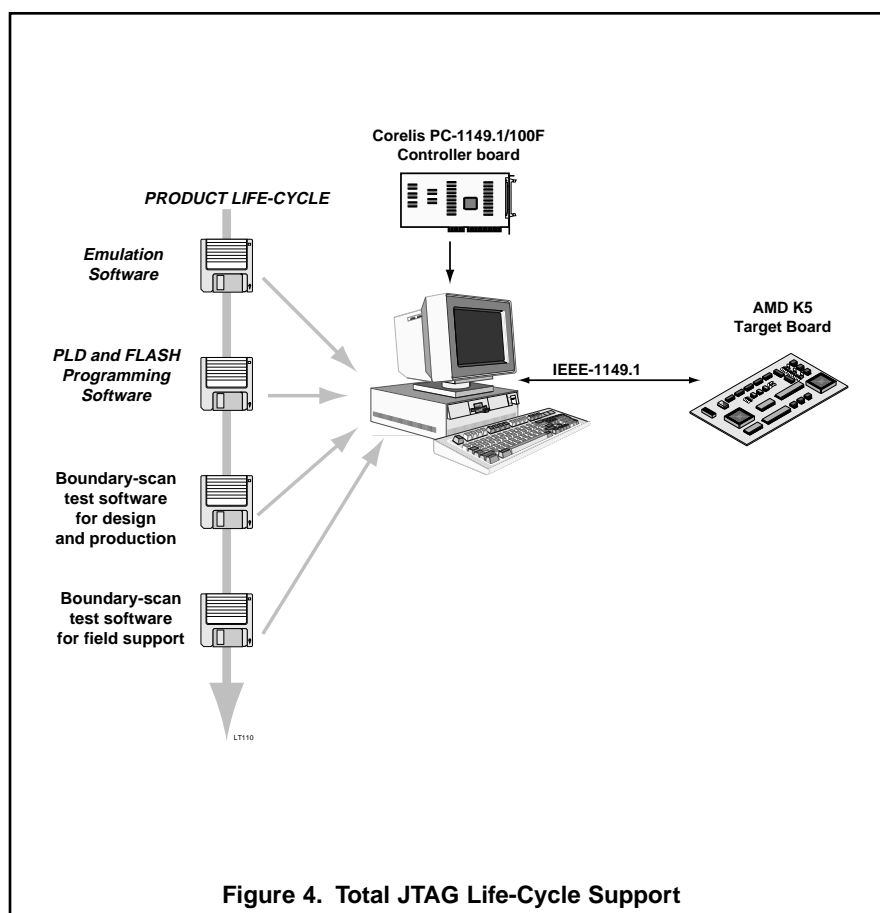 Corelis PC-1149.1/100F
Controller board
PRODUCT LIFE-CYCLE
Emulation
Software
PLD and FLASH
Programming
Software
Boundary-scan
test software
for design
and production
Boundary-scan
test software
for field support
LT110
IEEE-1149.1
AMD K5
Target Board
Figure 4. Total JTAG Life-Cycle Support